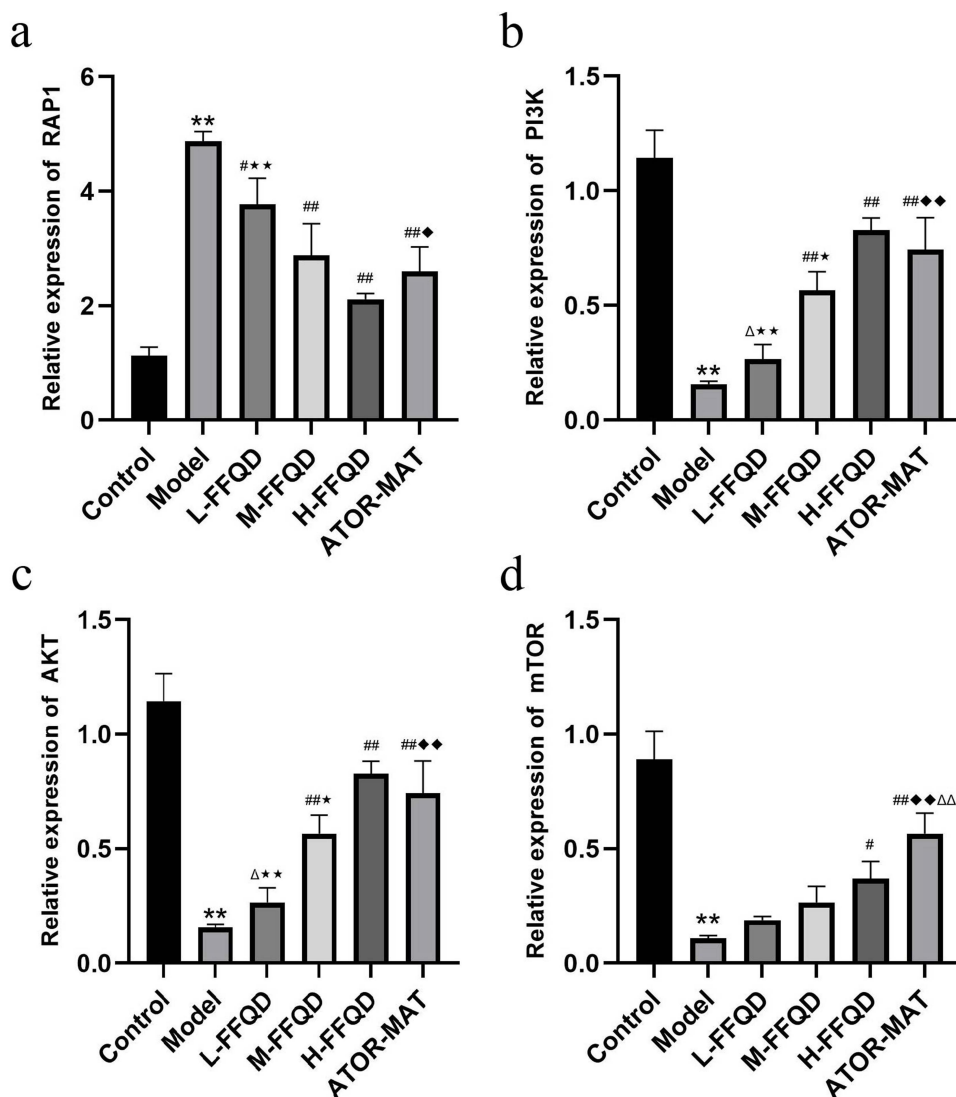 a
Relative expression of RAP1
6
4
2
0
**
#★★
##
##
##◆
Control
Model
L-FFQD
M-FFQD
H-FFQD
ATOR-MAT
b
Relative expression of PI3K
1.5
1.0
0.5
0.0
**
Δ★★
##★
##
##◆◆
Control
Model
L-FFQD
M-FFQD
H-FFQD
ATOR-MAT
c
Relative expression of AKT
1.5
1.0
0.5
0.0
**
Δ★★
##★
##
##◆◆
Control
Model
L-FFQD
M-FFQD
H-FFQD
ATOR-MAT
d
Relative expression of mTOR
1.5
1.0
0.5
0.0
**
#
##◆◆ΔΔ
Control
Model
L-FFQD
M-FFQD
H-FFQD
ATOR-MAT